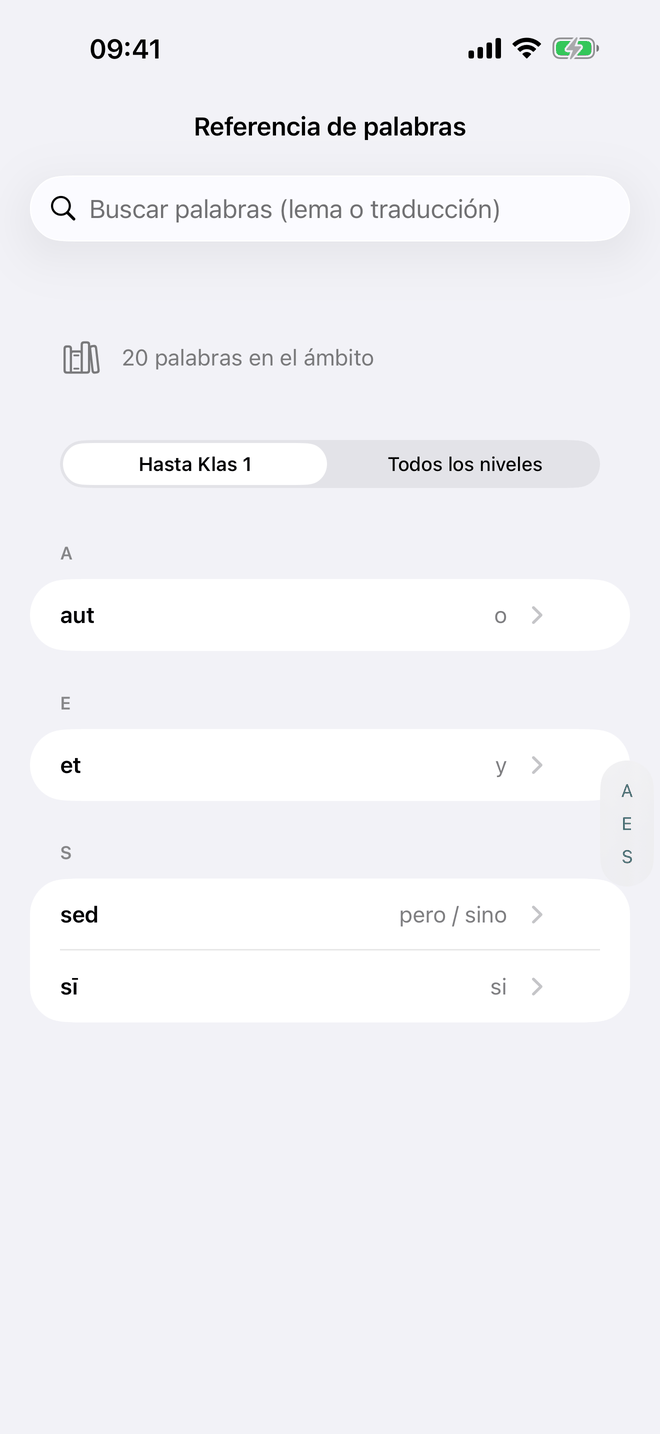 09:41
Referencia de palabras
Buscar palabras (lema o traducción)
20 palabras en el ámbito
Hasta Klas 1
Todos los niveles
A
aut o
E
et y
S
sed pero / sino
sī si
A
E
S